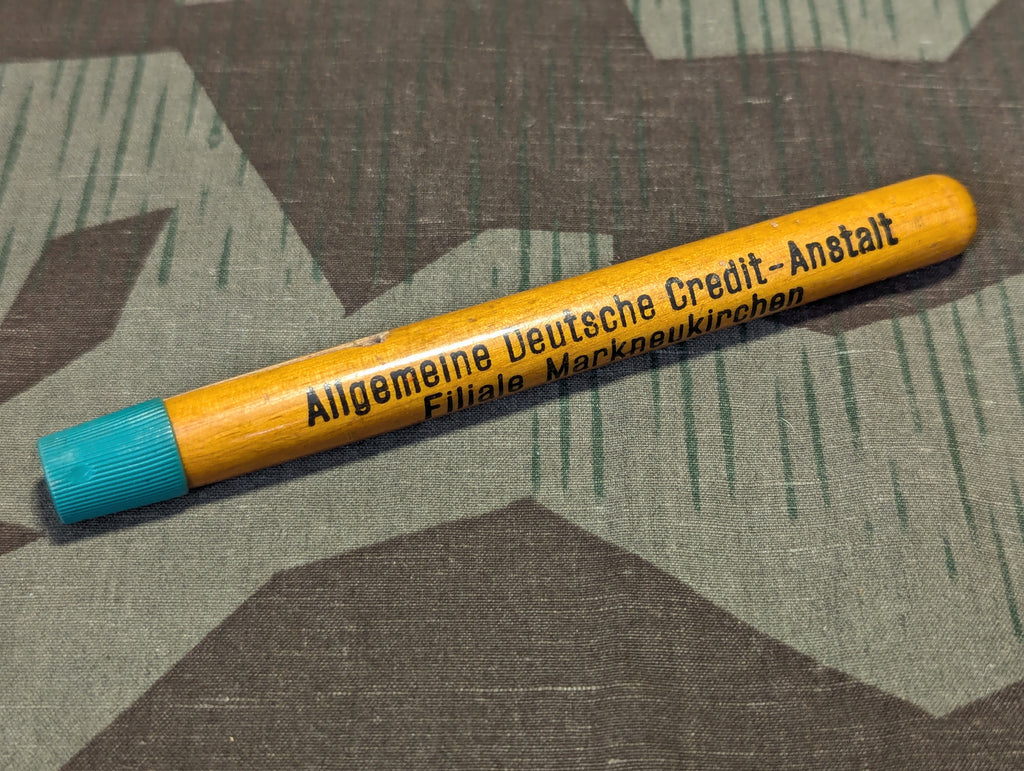 Allgemeine Deutsche Credit-Anstalt
Filiale Markneukirchen